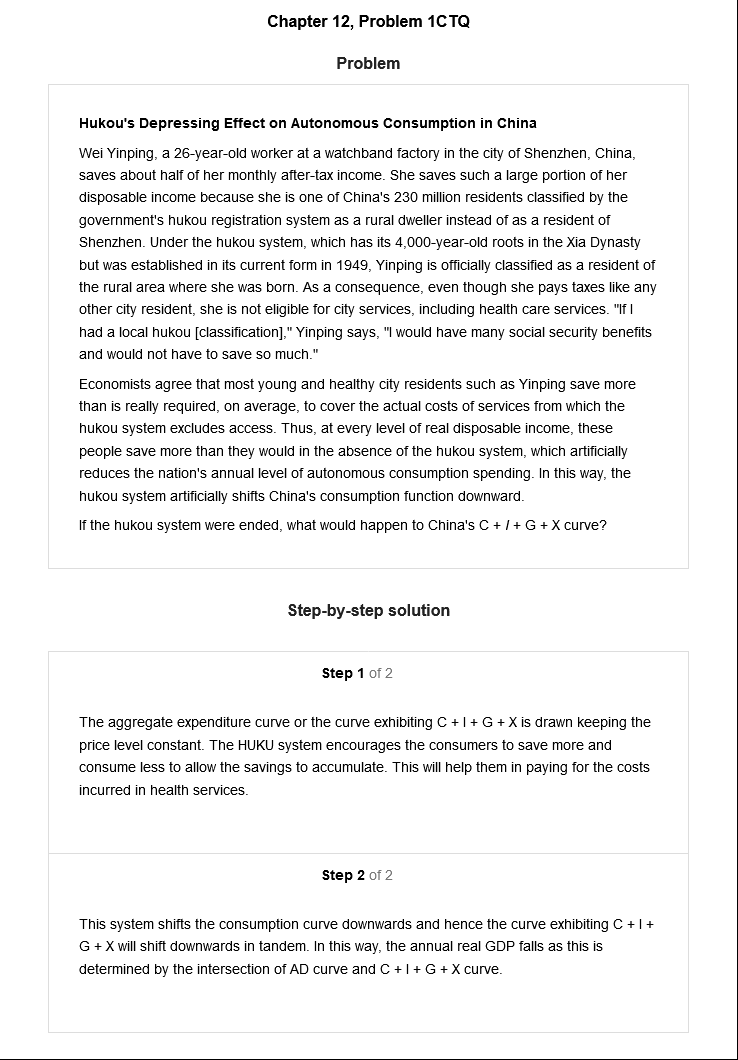 Chapter 12, Problem 1CTQ
Problem
Hukou's Depressing Effect on Autonomous Consumption in China
Wei Yinping, a 26-year-old worker at a watchband factory in the city of Shenzhen, China,
saves about half of her monthly after-tax income. She saves such a large portion of her
disposable income because she is one of China's 230 million residents classified by the
government's hukou registration system as a rural dweller instead of as a resident of
Shenzhen. Under the hukou system, which has its 4,000-year-old roots in the Xia Dynasty
but was established in its current form in 1949, Yinping is officially classified as a resident of
the rural area where she was born. As a consequence, even though she pays taxes like any
other city resident, she is not eligible for city services, including health care services. "If I
had a local hukou [classification]," Yinping says, "I would have many social security benefits
and would not have to save so much."
Economists agree that most young and healthy city residents such as Yinping save more
than is really required, on average, to cover the actual costs of services from which the
hukou system excludes access. Thus, at every level of real disposable income, these
people save more than they would in the absence of the hukou system, which artificially
reduces the nation's annual level of autonomous consumption spending. In this way, the
hukou system artificially shifts China's consumption function downward.
If the hukou system were ended, what would happen to China's C + I + G + X curve?
Step-by-step solution
Step 1 of 2
The aggregate expenditure curve or the curve exhibiting C + I + G + X is drawn keeping the
price level constant. The HUKU system encourages the consumers to save more and
consume less to allow the savings to accumulate. This will help them in paying for the costs
incurred in health services.
Step 2 of 2
This system shifts the consumption curve downwards and hence the curve exhibiting C + I +
G + X will shift downwards in tandem. In this way, the annual real GDP falls as this is
determined by the intersection of AD curve and C + I + G + X curve.